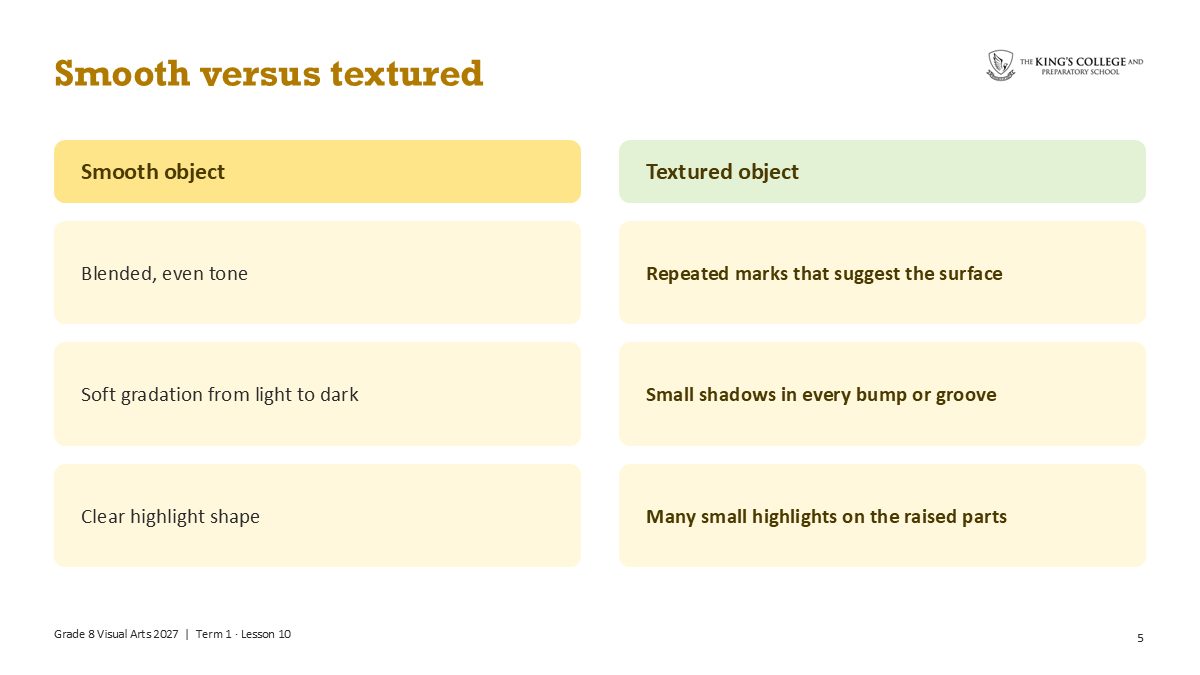 Smooth versus textured
THE KING'S COLLEGE AND
PREPARATORY SCHOOL
Smooth object
Textured object
Blended, even tone
Repeated marks that suggest the surface
Soft gradation from light to dark
Small shadows in every bump or groove
Clear highlight shape
Many small highlights on the raised parts
Grade 8 Visual Arts 2027 | Term 1 · Lesson 10
5